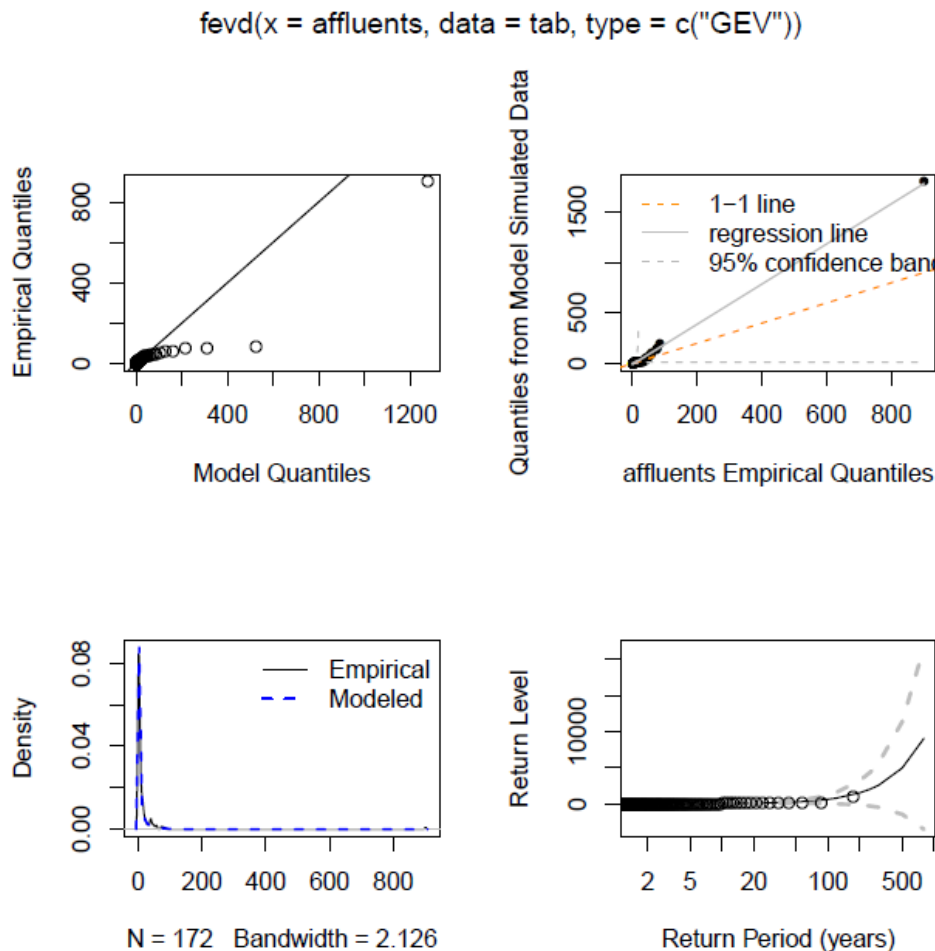 fevd(x = affluents, data = tab, type = c("GEV"))
Empirical Quantiles
800
400
0
0 400 800 1200
Model Quantiles
Quantiles from Model Simulated Data
1500
500
0
1−1 line
regression line
95% confidence band
0 200 400 600 800
affluents Empirical Quantiles
Density
0.08
0.04
0.00
Empirical
Modeled
0 200 400 600 800
N = 172 Bandwidth = 2.126
Return Level
10000
0
2 5 20 100 500
Return Period (years)